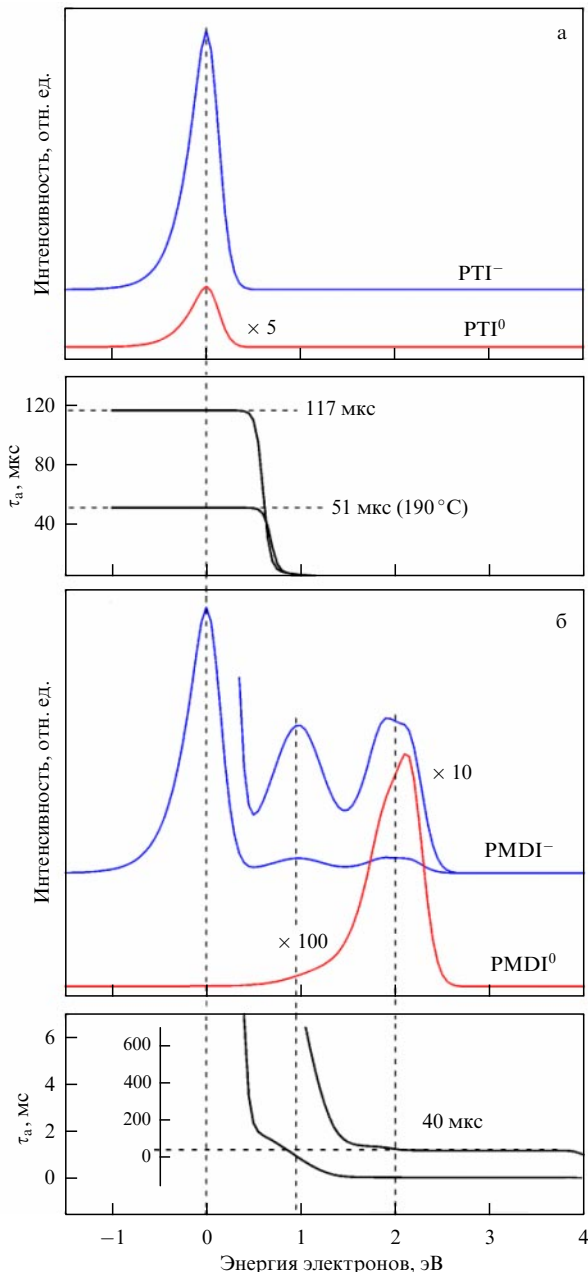 а
Интенсивность, отн. ед.
PTI⁻
× 5
PTI⁰
τa, мкс
120
80
40
117 мкс
51 мкс (190 °C)
б
Интенсивность, отн. ед.
× 10
PMDI⁻
× 100
PMDI⁰
τa, мс
6
4
2
0
600
400
200
0
40 мкс
−1 0 1 2 3 4
Энергия электронов, эВ